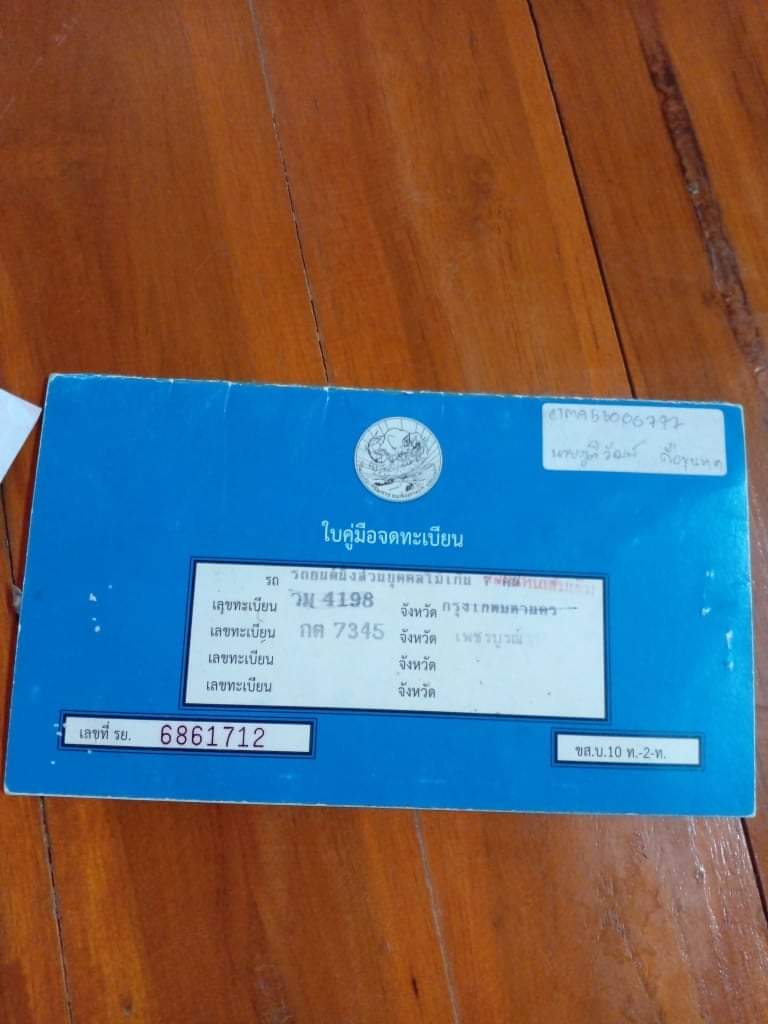 ใบคู่มือจดทะเบียน
รถ รถยนต์นั่งส่วนบุคคลไม่เกิน
เลขทะเบียน วม 4198 จังหวัด กรุงเทพมหานคร
เลขทะเบียน กต 7345 จังหวัด เพชรบูรณ์
เลขทะเบียน จังหวัด
เลขทะเบียน จังหวัด
เลขที่ รย. 6861712
ขส.บ.10 ท.-2-ท.